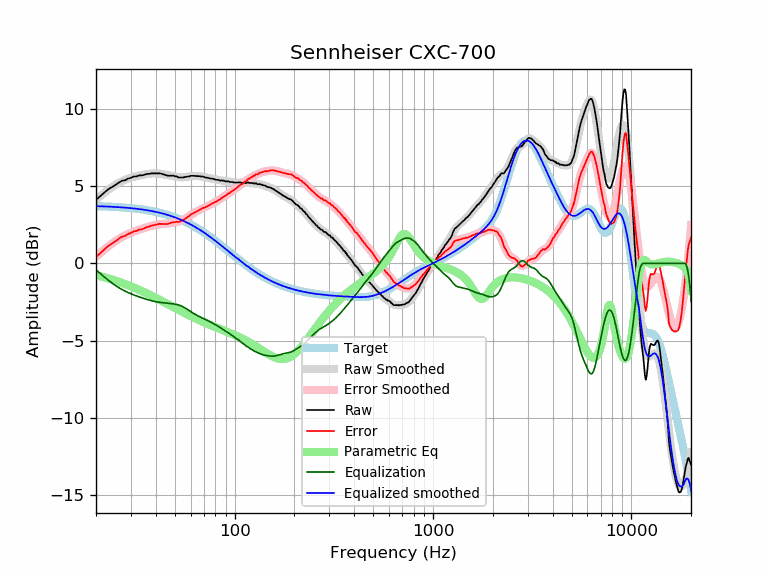 Sennheiser CXC-700
Amplitude (dBr)
10
5
0
−5
−10
−15
Target
Raw Smoothed
Error Smoothed
Raw
Error
Parametric Eq
Equalization
Equalized smoothed
100
1000
10000
Frequency (Hz)